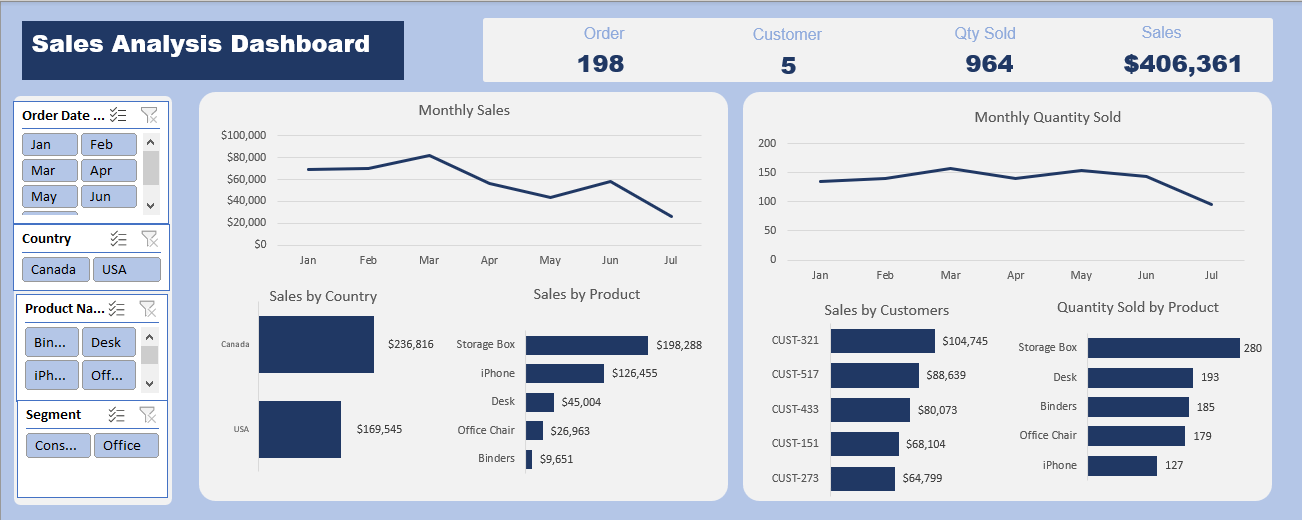 Sales Analysis Dashboard
Order
198
Customer
5
Qty Sold
964
Sales
$406,361
Order Date ...
Jan
Feb
Mar
Apr
May
Jun
Country
Canada
USA
Product Na...
Bin...
Desk
iPh...
Off...
Segment
Cons...
Office
Monthly Sales
$100,000
$80,000
$60,000
$40,000
$20,000
$0
Jan
Feb
Mar
Apr
May
Jun
Jul
Sales by Country
Canada
$236,816
USA
$169,545
Sales by Product
Storage Box
$198,288
iPhone
$126,455
Desk
$45,004
Office Chair
$26,963
Binders
$9,651
Monthly Quantity Sold
200
150
100
50
0
Jan
Feb
Mar
Apr
May
Jun
Jul
Sales by Customers
CUST-321
$104,745
CUST-517
$88,639
CUST-433
$80,073
CUST-151
$68,104
CUST-273
$64,799
Quantity Sold by Product
Storage Box
280
Desk
193
Binders
185
Office Chair
179
iPhone
127